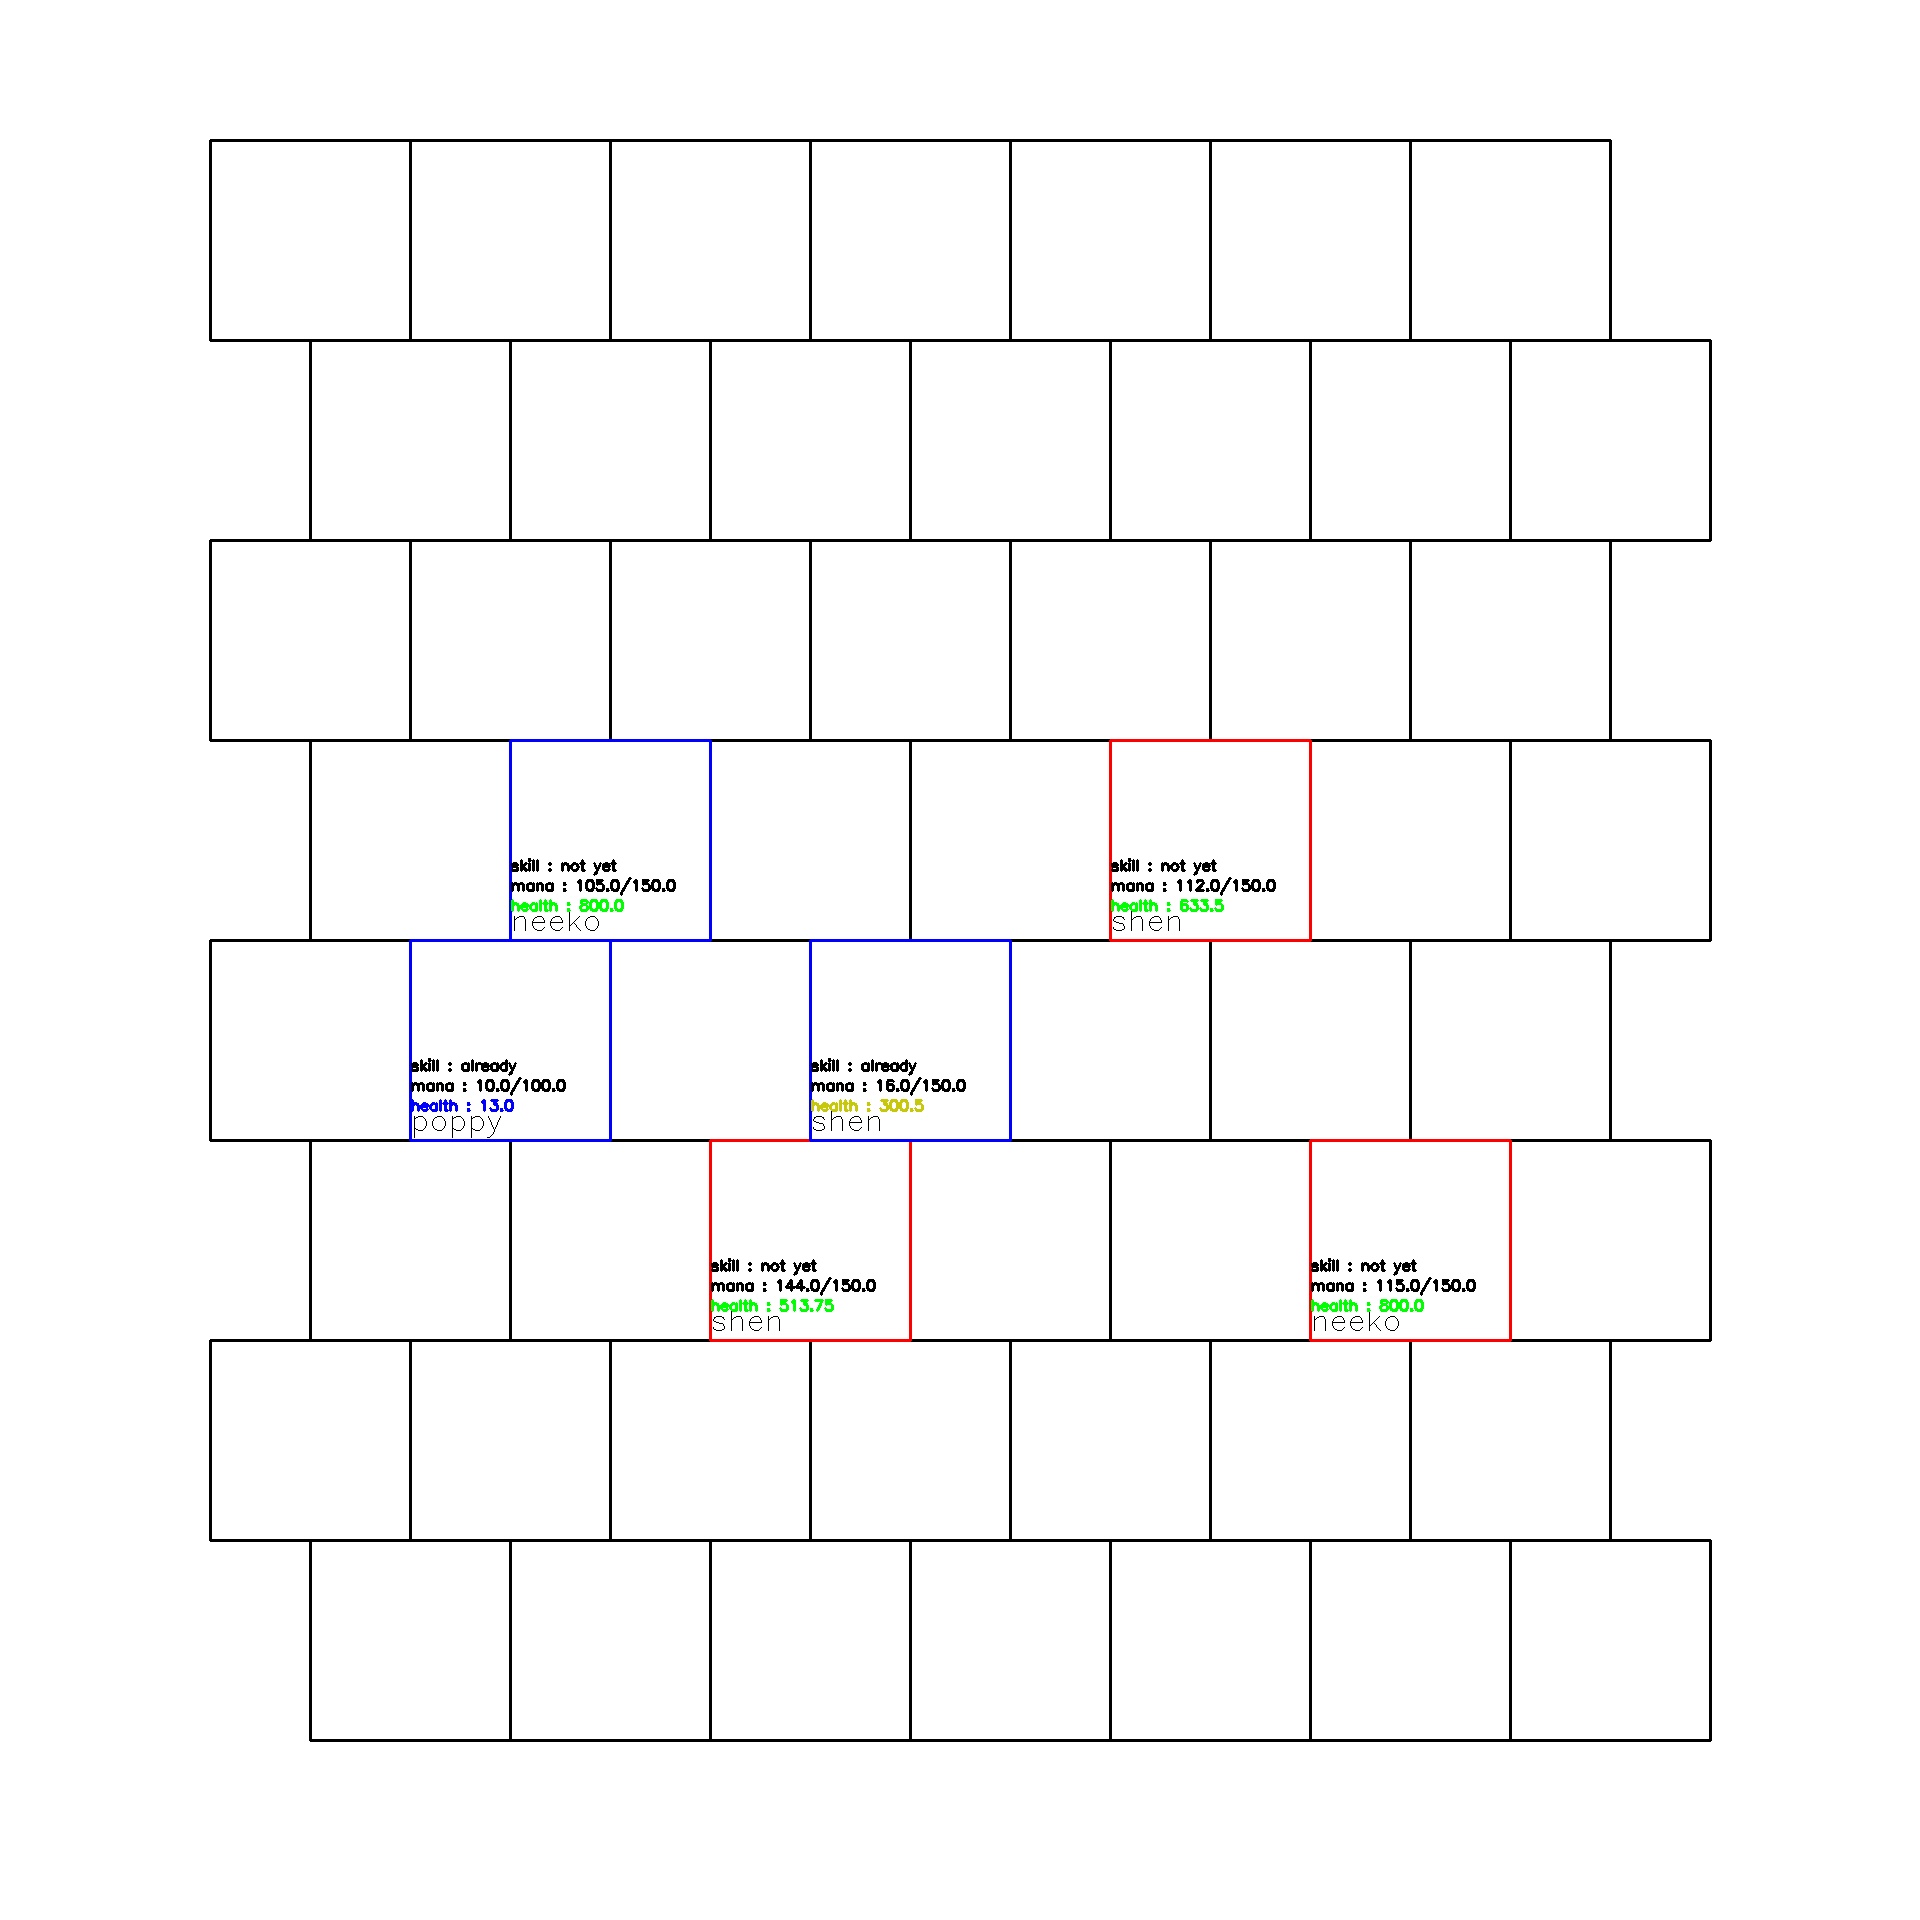 skill : not yet
mana : 105.0/150.0
health : 800.0
neeko
skill : not yet
mana : 112.0/150.0
health : 633.5
shen
skill : already
mana : 10.0/100.0
health : 13.0
poppy
skill : already
mana : 16.0/150.0
health : 300.5
shen
skill : not yet
mana : 144.0/150.0
health : 513.75
shen
skill : not yet
mana : 115.0/150.0
health : 800.0
neeko